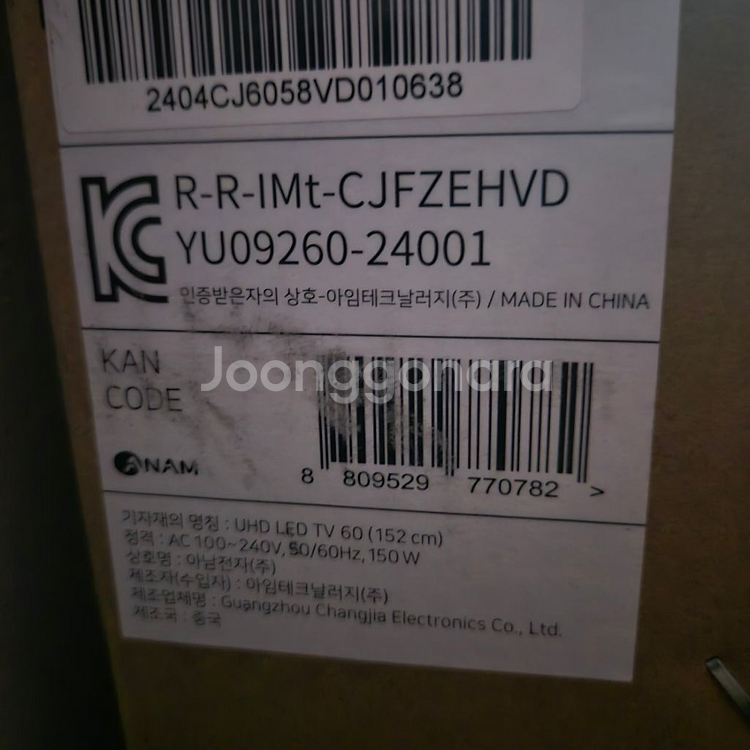 2404CJ6058VD010638
R-R-IMt-CJFZEHVD
YU09260-24001
인증받은자의 상호-아임테크날러지(주) / MADE IN CHINA
KAN
CODE
Joonggonara
ANAM
8 809529 770782 >
기자재의 명칭 : UHD LED TV 60 (152 cm)
정격 : AC 100~240V, 50/60Hz, 150W
상호명 : 아남전자(주)
제조자(수입자) : 아임테크날러지(주)
제조업체명 : Guangzhou Changjia Electronics Co., Ltd.
제조국 : 중국